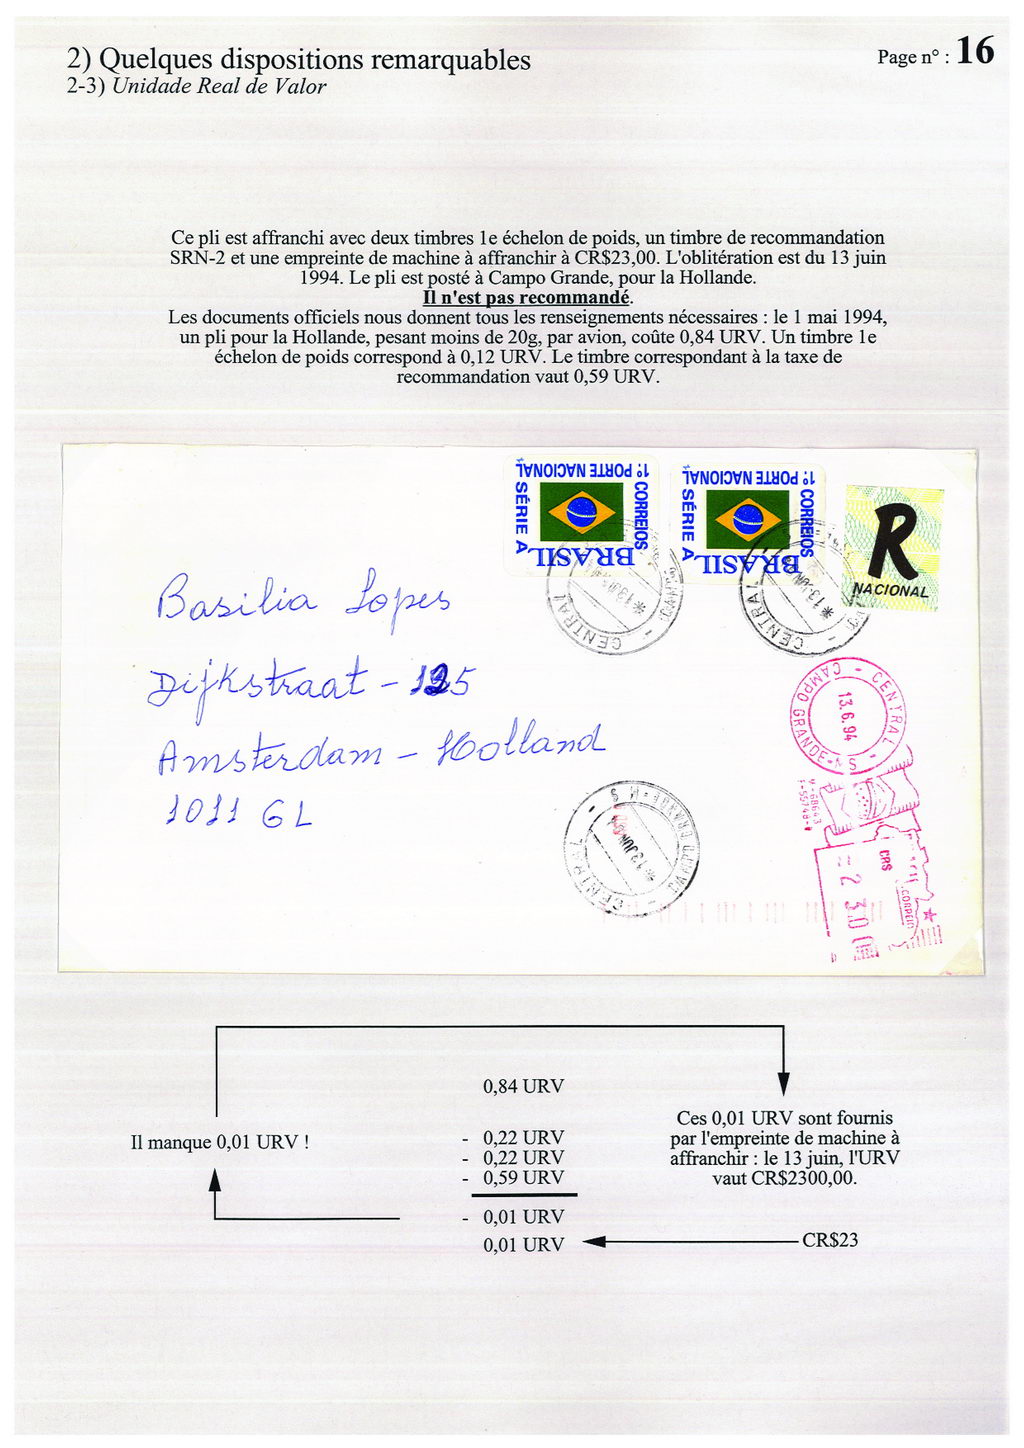 2) Quelques dispositions remarquables
Page n° : 16
2-3) Unidade Real de Valor
Ce pli est affranchi avec deux timbres 1e échelon de poids, un timbre de recommandation
SRN-2 et une empreinte de machine à affranchir à CR$23,00. L'oblitération est du 13 juin
1994. Le pli est posté à Campo Grande, pour la Hollande.
Il n'est pas recommandé.
Les documents officiels nous donnent tous les renseignements nécessaires : le 1 mai 1994,
un pli pour la Hollande, pesant moins de 20g, par avion, coûte 0,84 URV. Un timbre 1e
échelon de poids correspond à 0,12 URV. Le timbre correspondant à la taxe de
recommandation vaut 0,59 URV.
BRASIL
CORREIOS
SÉRIE A
1º PORTE NACIONAL
BRASIL
CORREIOS
SÉRIE A
1º PORTE NACIONAL
R
NACIONAL
CENTRAL
CENTRAL
Basilia Lopes
Dijkstraat - 125
Amsterdam - Holland
1011 GL
CENTRAL - CAMPO GRANDE-MS
13.6.94
CENTRAL - CAMPO GRANDE-MS
CR$
CORREIO
0,84 URV
Il manque 0,01 URV !
- 0,22 URV
- 0,22 URV
- 0,59 URV
- 0,01 URV
0,01 URV
Ces 0,01 URV sont fournis
par l'empreinte de machine à
affranchir : le 13 juin, l'URV
vaut CR$2300,00.
CR$23